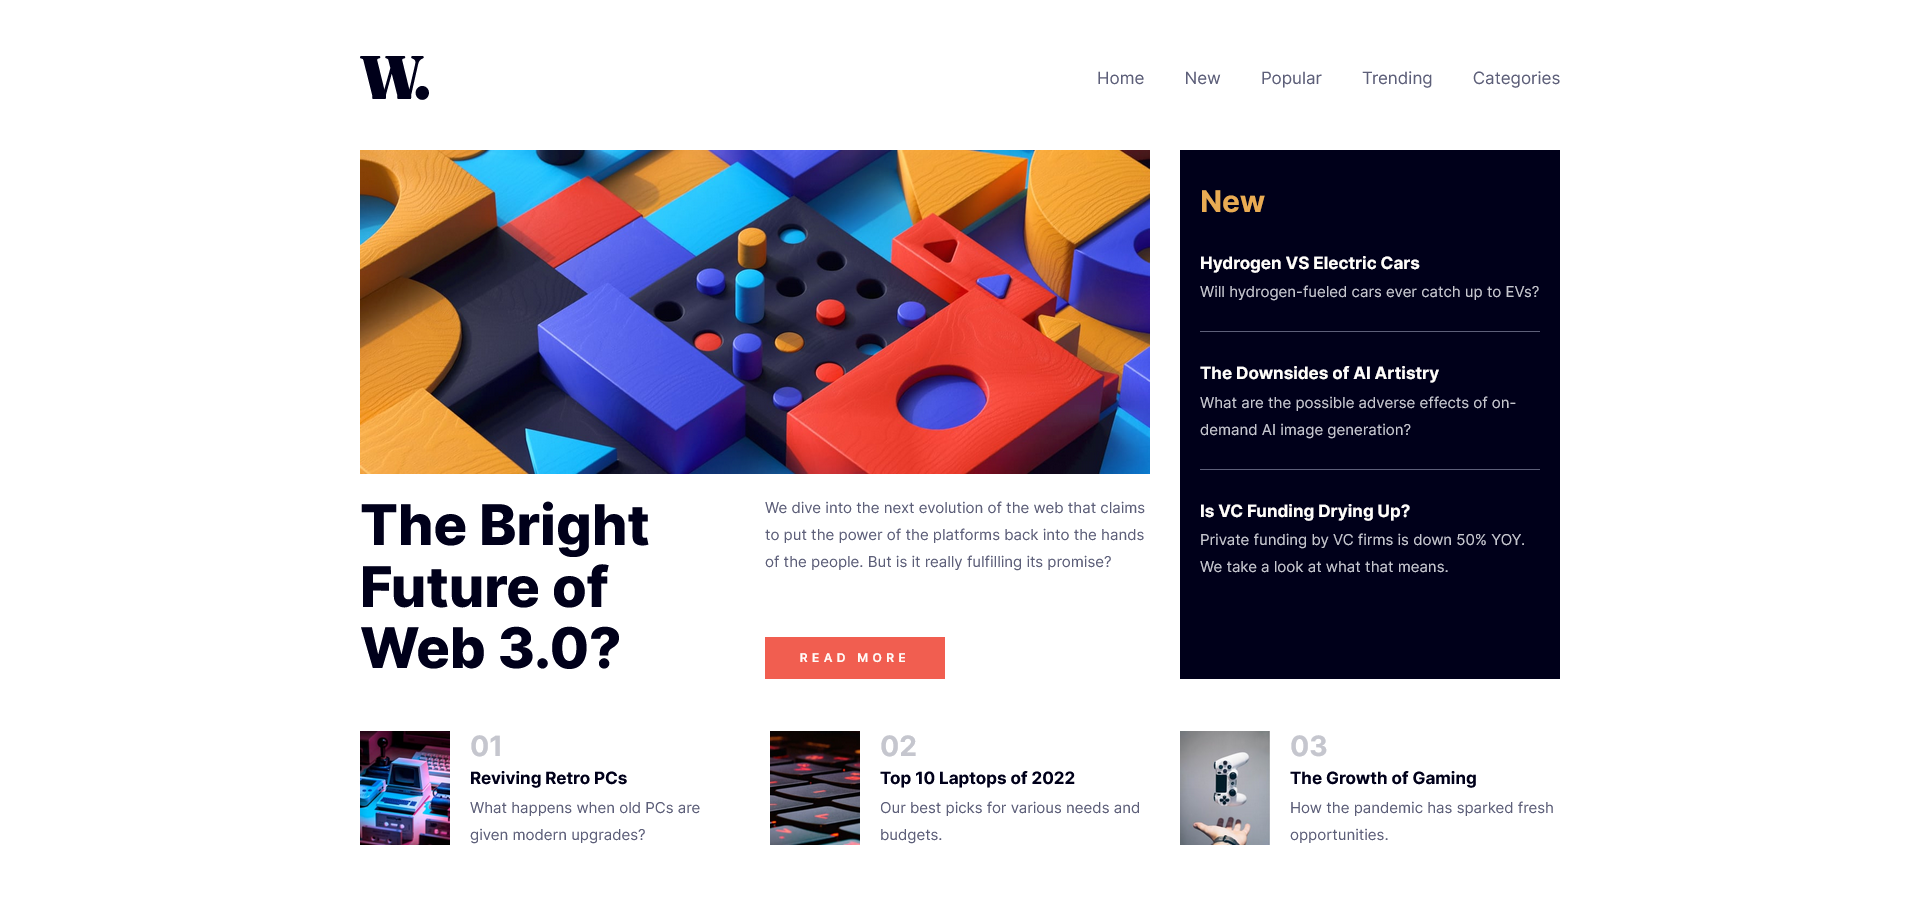 W.
Home New Popular Trending Categories
The Bright
Future of
Web 3.0?
We dive into the next evolution of the web that claims
to put the power of the platforms back into the hands
of the people. But is it really fulfilling its promise?
READ MORE
New
Hydrogen VS Electric Cars
Will hydrogen-fueled cars ever catch up to EVs?
The Downsides of AI Artistry
What are the possible adverse effects of on-
demand AI image generation?
Is VC Funding Drying Up?
Private funding by VC firms is down 50% YOY.
We take a look at what that means.
01
Reviving Retro PCs
What happens when old PCs are
given modern upgrades?
02
Top 10 Laptops of 2022
Our best picks for various needs and
budgets.
03
The Growth of Gaming
How the pandemic has sparked fresh
opportunities.